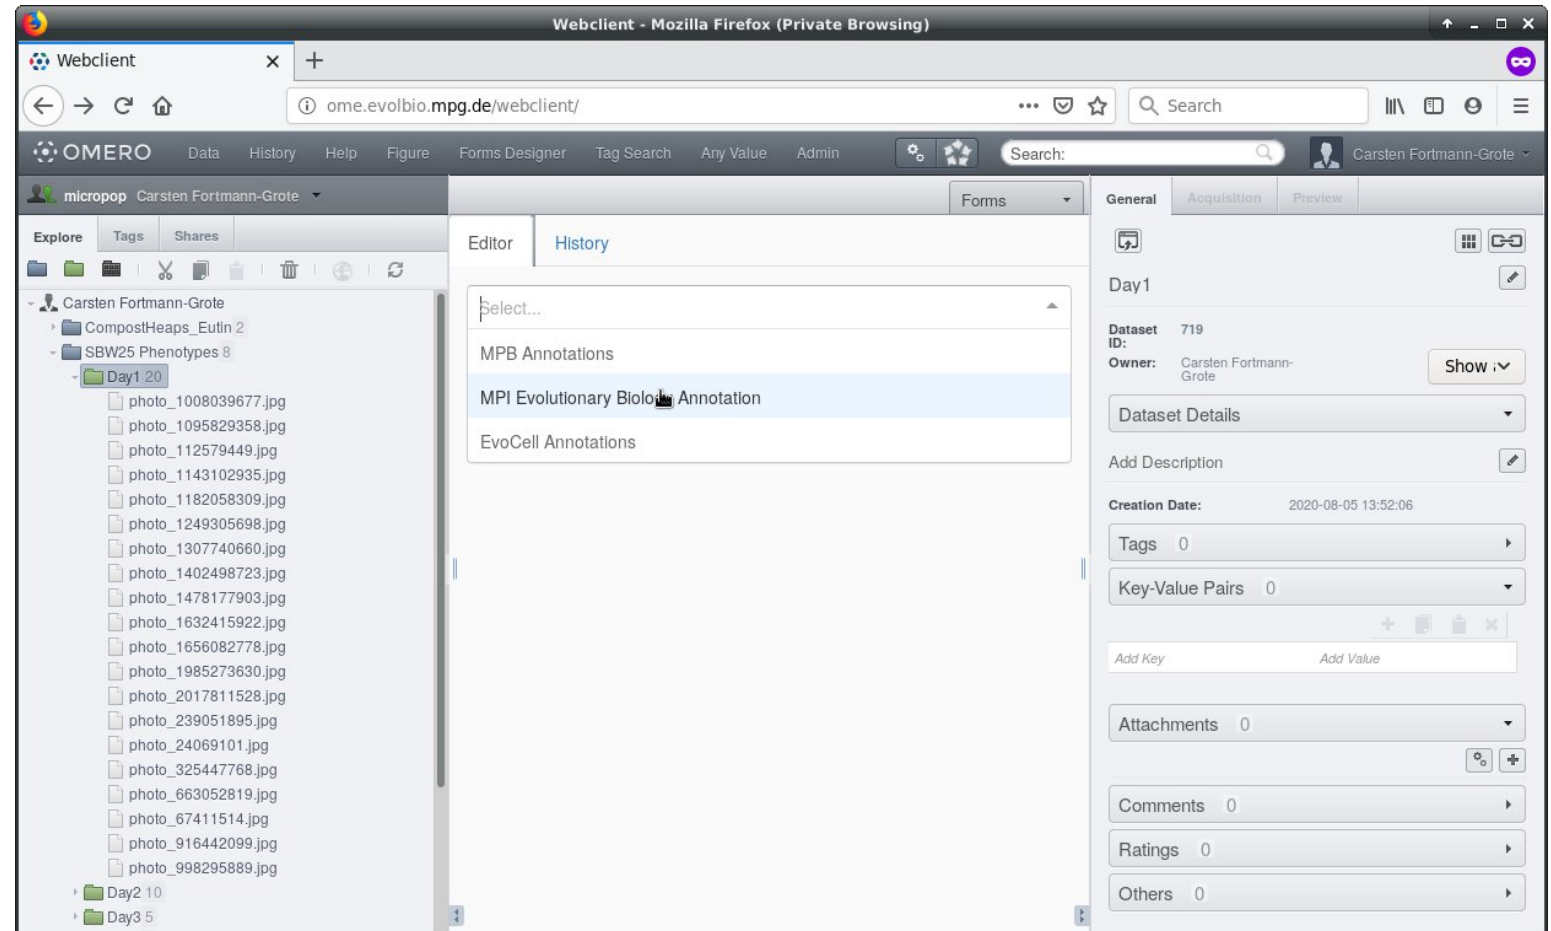 Webclient - Mozilla Firefox (Private Browsing)
Webclient
ome.evolbio.mpg.de/webclient/
Search
OMERO Data History Help Figure Forms Designer Tag Search Any Value Admin Search: Carsten Fortmann-Grote
micropop Carsten Fortmann-Grote
Explore Tags Shares
Carsten Fortmann-Grote
CompostHeaps_Eutin 2
SBW25 Phenotypes 8
Day1 20
photo_1008039677.jpg
photo_1095829358.jpg
photo_112579449.jpg
photo_1143102935.jpg
photo_1182058309.jpg
photo_1249305698.jpg
photo_1307740660.jpg
photo_1402498723.jpg
photo_1478177903.jpg
photo_1632415922.jpg
photo_1656082778.jpg
photo_1985273630.jpg
photo_2017811528.jpg
photo_239051895.jpg
photo_24069101.jpg
photo_325447768.jpg
photo_663052819.jpg
photo_67411514.jpg
photo_916442099.jpg
photo_998295889.jpg
Day2 10
Day3 5
Forms
Editor History
Select...
MPB Annotations
MPI Evolutionary Biology Annotation
EvoCell Annotations
General Acquisition Preview
Day1
Dataset ID: 719
Owner: Carsten Fortmann-Grote
Show
Dataset Details
Add Description
Creation Date: 2020-08-05 13:52:06
Tags 0
Key-Value Pairs 0
Add Key Add Value
Attachments 0
Comments 0
Ratings 0
Others 0